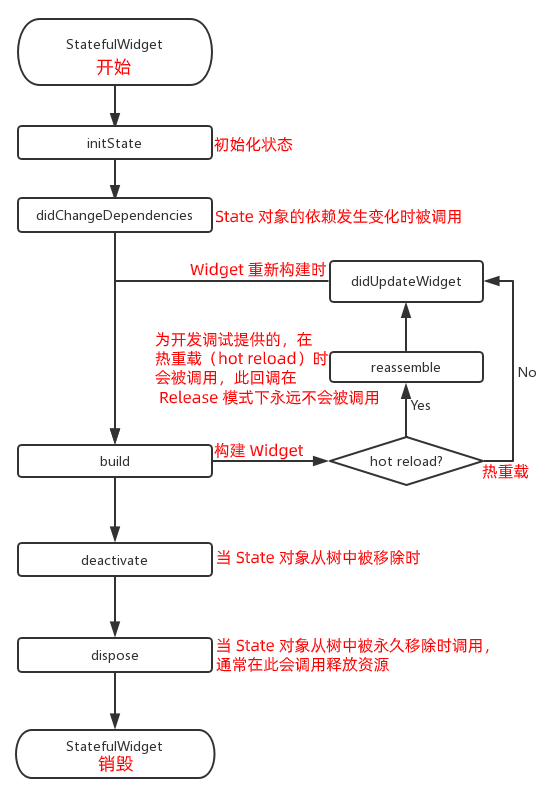 StatefulWidget
开始
initState
初始化状态
didChangeDependencies
State 对象的依赖发生变化时被调用
Widget 重新构建时
didUpdateWidget
为开发调试提供的，在
热重载（hot reload）时
会被调用，此回调在
Release 模式下永远不会被调用
reassemble
No
Yes
build
构建 Widget
hot reload?
热重载
deactivate
当 State 对象从树中被移除时
dispose
当 State 对象从树中被永久移除时调用，
通常在此会调用释放资源
StatefulWidget
销毁